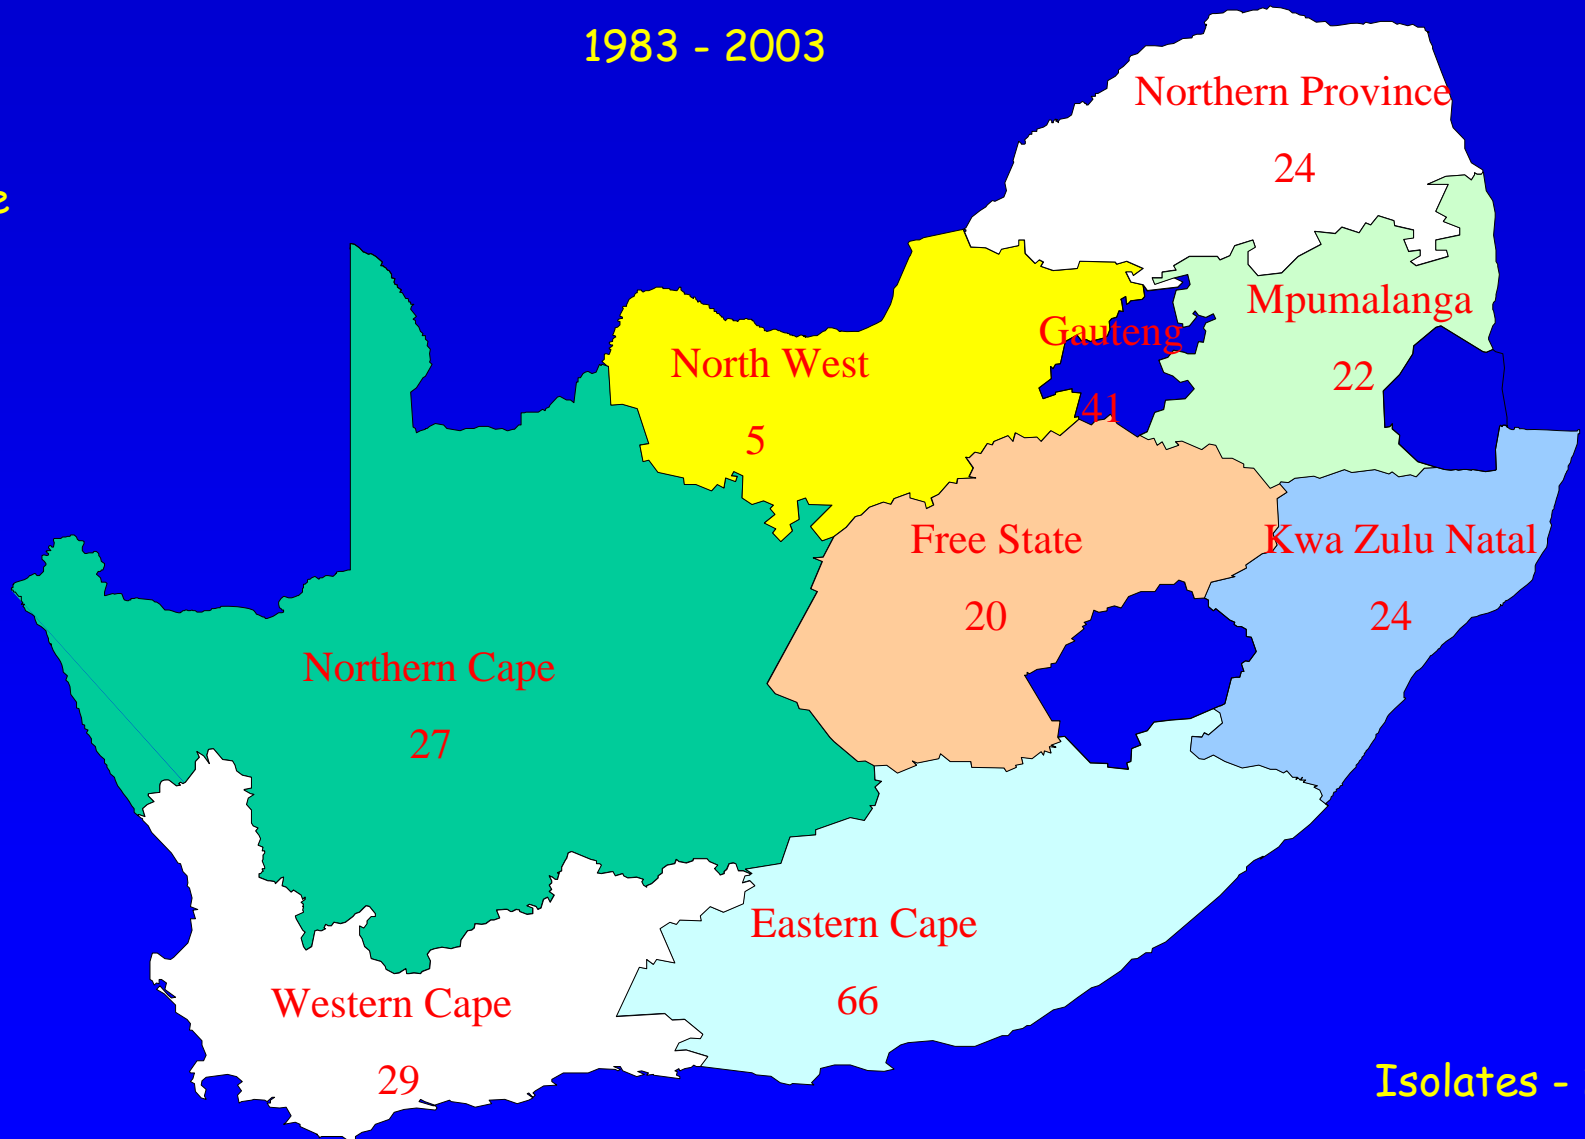 1983 - 2003
Northern Province
24
e
Mpumalanga
22
Gauteng
41
North West
5
Free State
20
Kwa Zulu Natal
24
Northern Cape
27
Eastern Cape
66
Western Cape
29
Isolates -